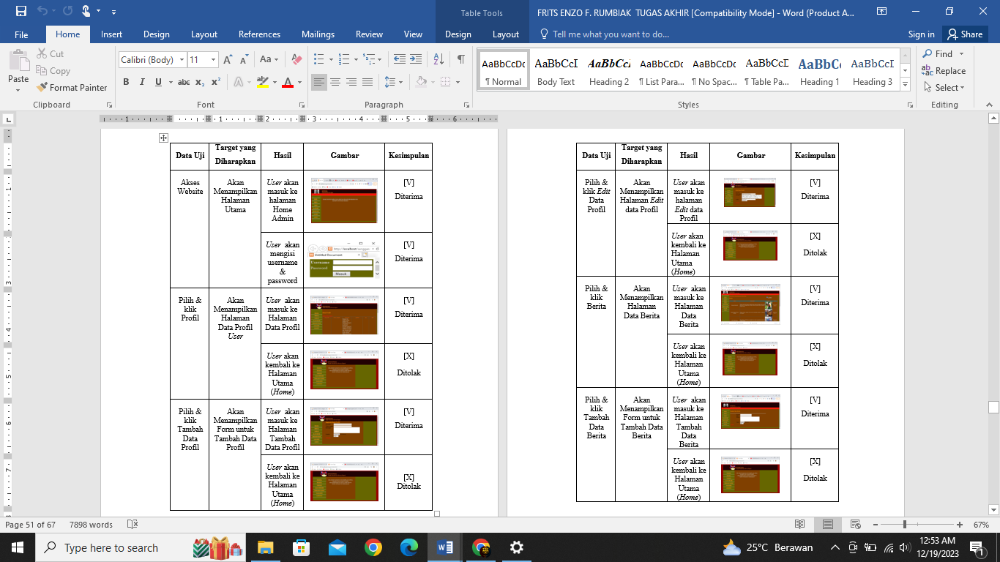 FRITS ENZO F. RUMBIAK  TUGAS AKHIR [Compatibility Mode] - Word (Product A...
Table Tools
File
Home
Insert
Design
Layout
References
Mailings
Review
View
Design
Layout
Tell me what you want to do...
Sign in
Share
Paste
Cut
Copy
Format Painter
Clipboard
Calibri (Body)
11
Font
Paragraph
AaBbCcDc
¶ Normal
AaBbCcI
Body Text
AaBbCcI
Heading 2
AaBbCcDc
¶ List Para...
AaBbCcDc
¶ No Spac...
AaBbCcD
¶ Table Pa...
AaBbC
Heading 1
AaBbCcI
Heading 3
Styles
Find
Replace
Select
Editing
Data Uji
Target yang
Diharapkan
Hasil
Gambar
Kesimpulan
Akses
Website
Akan
Menampilkan
Halaman
Utama
User akan
masuk ke
halaman
Home
Admin
[V]
Diterima
User akan
mengisi
username
&
password
Untitled Document
Username
Password
Masuk
[V]
Diterima
Pilih &
klik
Profil
Akan
Menampilkan
Halaman
Data Profil
User
User akan
masuk ke
Halaman
Data Profil
[V]
Diterima
User akan
kembali ke
Halaman
Utama
(Home)
[X]
Ditolak
Pilih &
klik
Tambah
Data
Profil
Akan
Menampilkan
Form untuk
Tambah Data
Profil
User akan
masuk ke
Halaman
Tambah
Data Profil
[V]
Diterima
User akan
kembali ke
Halaman
Utama
(Home)
[X]
Ditolak
Data Uji
Target yang
Diharapkan
Hasil
Gambar
Kesimpulan
Pilih &
klik Edit
Data
Profil
Akan
Menampilkan
Halaman Edit
data Profil
User akan
masuk ke
halaman
Edit data
Profil
[V]
Diterima
User akan
kembali ke
Halaman
Utama
(Home)
[X]
Ditolak
Pilih &
klik
Berita
Akan
Menampilkan
Halaman
Data Berita
User akan
masuk ke
Halaman
Data
Berita
[V]
Diterima
User akan
kembali ke
Halaman
Utama
(Home)
[X]
Ditolak
Pilih &
klik
Tambah
Data
Berita
Akan
Menampilkan
Form untuk
Tambah Data
Berita
User akan
masuk ke
Halaman
Tambah
Data
Berita
[V]
Diterima
User akan
kembali ke
Halaman
Utama
(Home)
[X]
Ditolak
Page 51 of 67
7898 words
67%
Type here to search
25°C Berawan
12:53 AM
12/19/2023
1